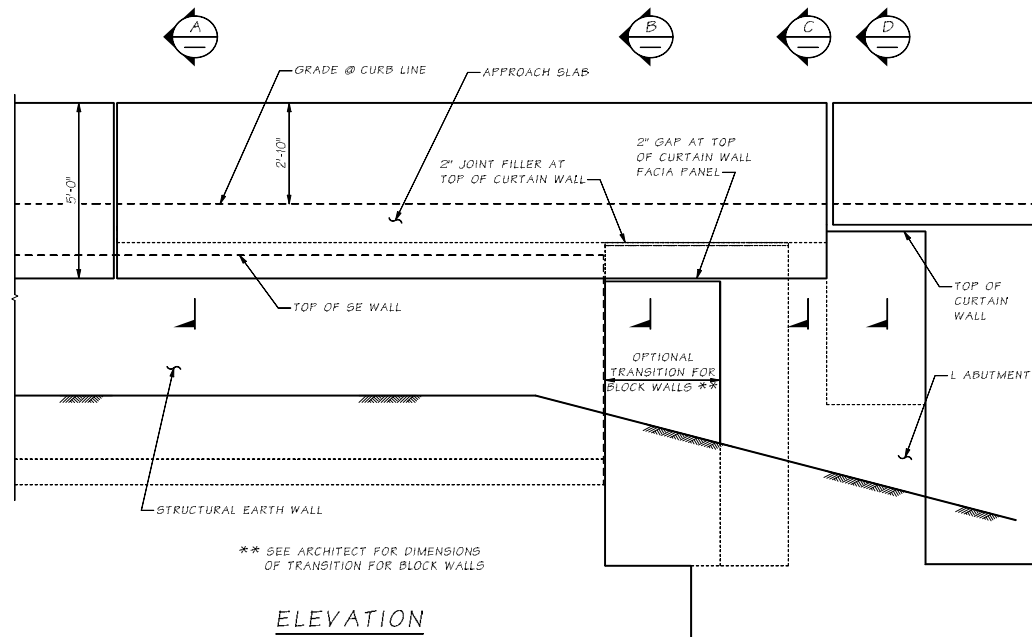 A
B
C
D
GRADE @ CURB LINE
APPROACH SLAB
5'-0"
2'-10"
2" JOINT FILLER AT
TOP OF CURTAIN WALL
2" GAP AT TOP
OF CURTAIN WALL
FACIA PANEL
TOP OF SE WALL
TOP OF
CURTAIN
WALL
OPTIONAL
TRANSITION FOR
BLOCK WALLS **
L ABUTMENT
STRUCTURAL EARTH WALL
** SEE ARCHITECT FOR DIMENSIONS
OF TRANSITION FOR BLOCK WALLS
ELEVATION